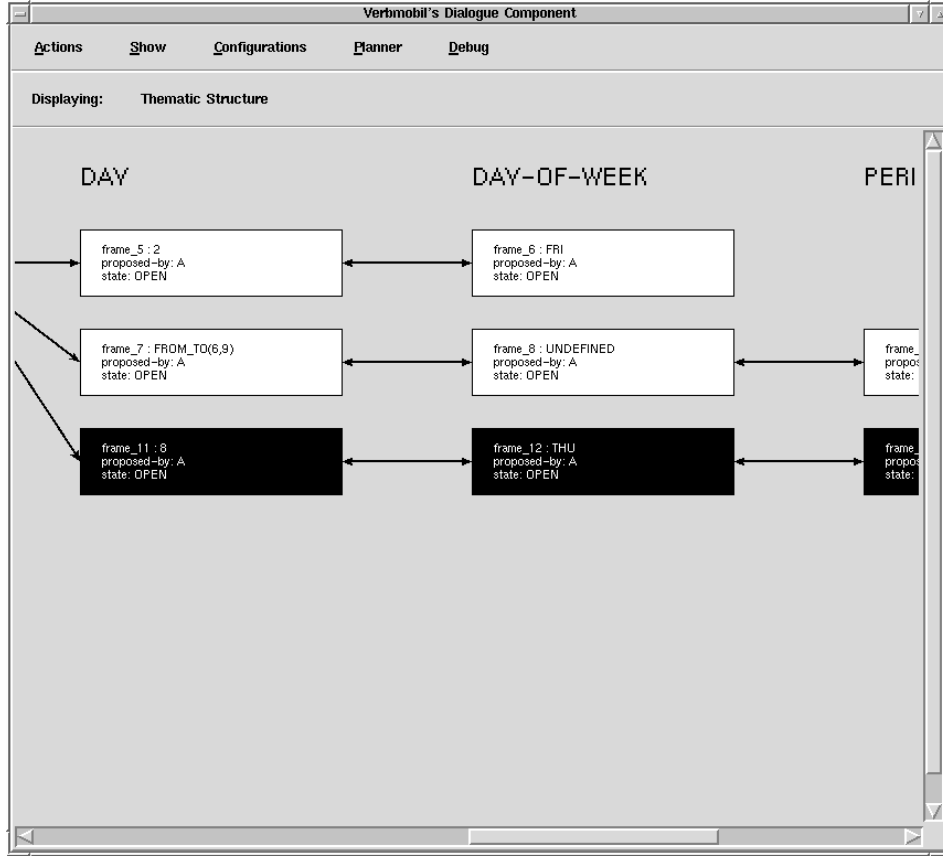 Verbmobil's Dialogue Component
Actions Show Configurations Planner Debug
Displaying: Thematic Structure
DAY DAY-OF-WEEK PERI
frame_5 : 2
proposed-by: A
state: OPEN
frame_6 : FRI
proposed-by: A
state: OPEN
frame_7 : FROM_TO(6,9)
proposed-by: A
state: OPEN
frame_8 : UNDEFINED
proposed-by: A
state: OPEN
frame_
propos
state:
frame_11 : 8
proposed-by: A
state: OPEN
frame_12 : THU
proposed-by: A
state: OPEN
frame_
propos
state: